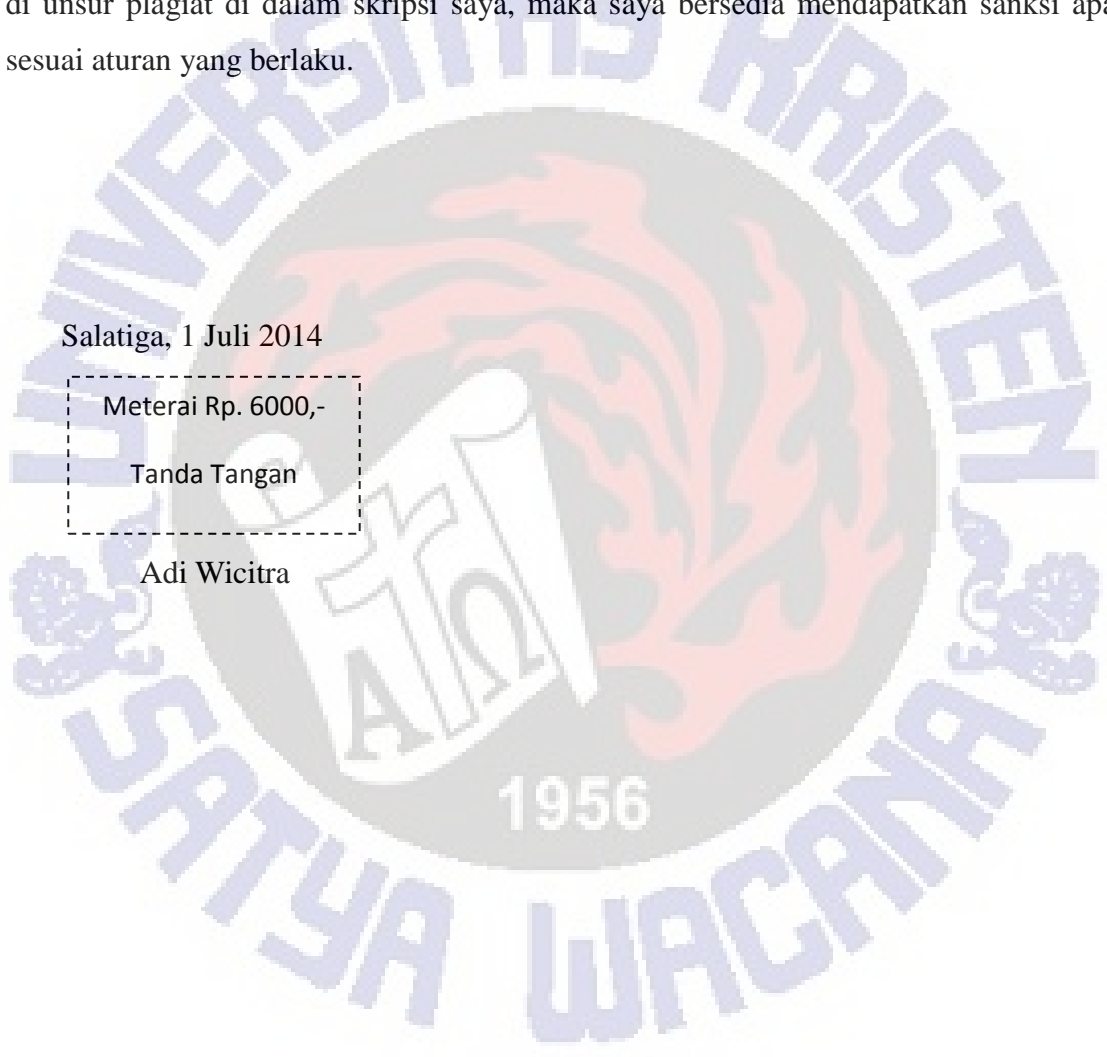 di unsur plagiat di dalam skripsi saya, maka saya bersedia mendapatkan sanksi apa
sesuai aturan yang berlaku.
UNIVERSITAS KRISTEN
Salatiga, 1 Juli 2014
Meterai Rp. 6000,-
Tanda Tangan
Adi Wicitra
Α Ω
1956
SATYA WACANA